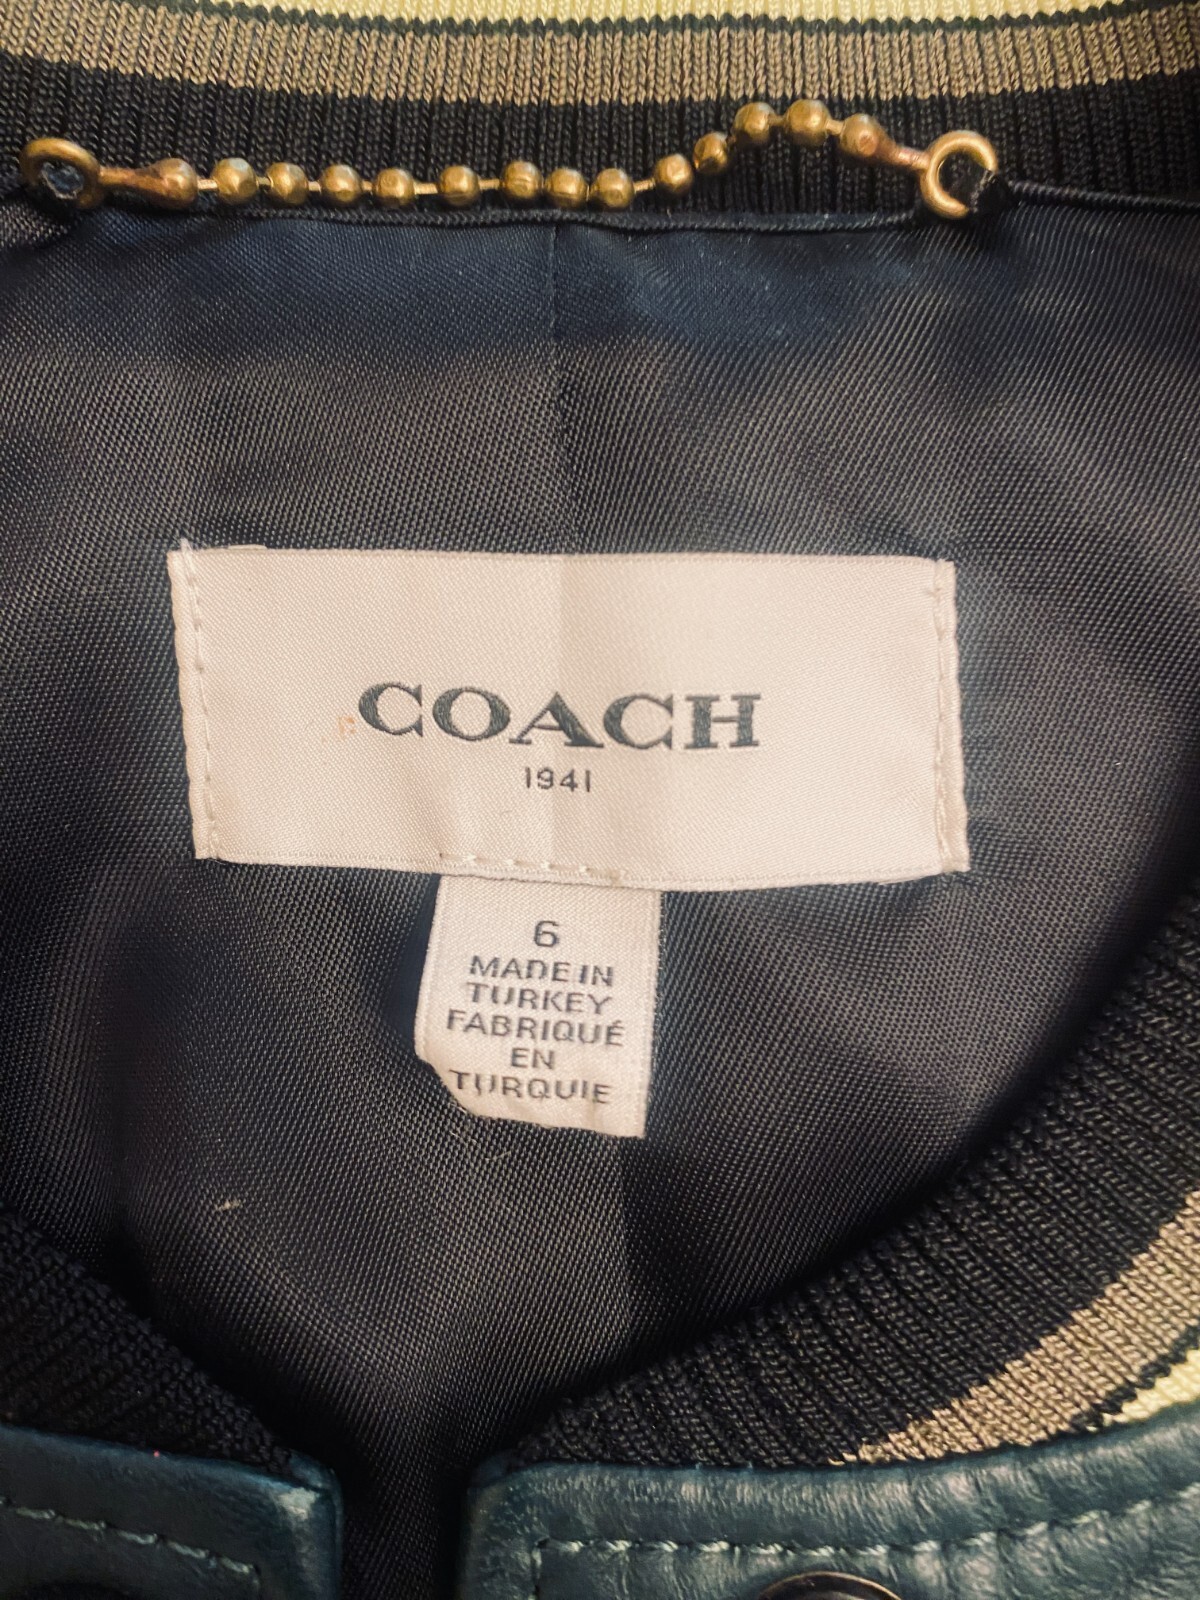 COACH
1941
6
MADE IN
TURKEY
FABRIQUÉ
EN
TURQUIE